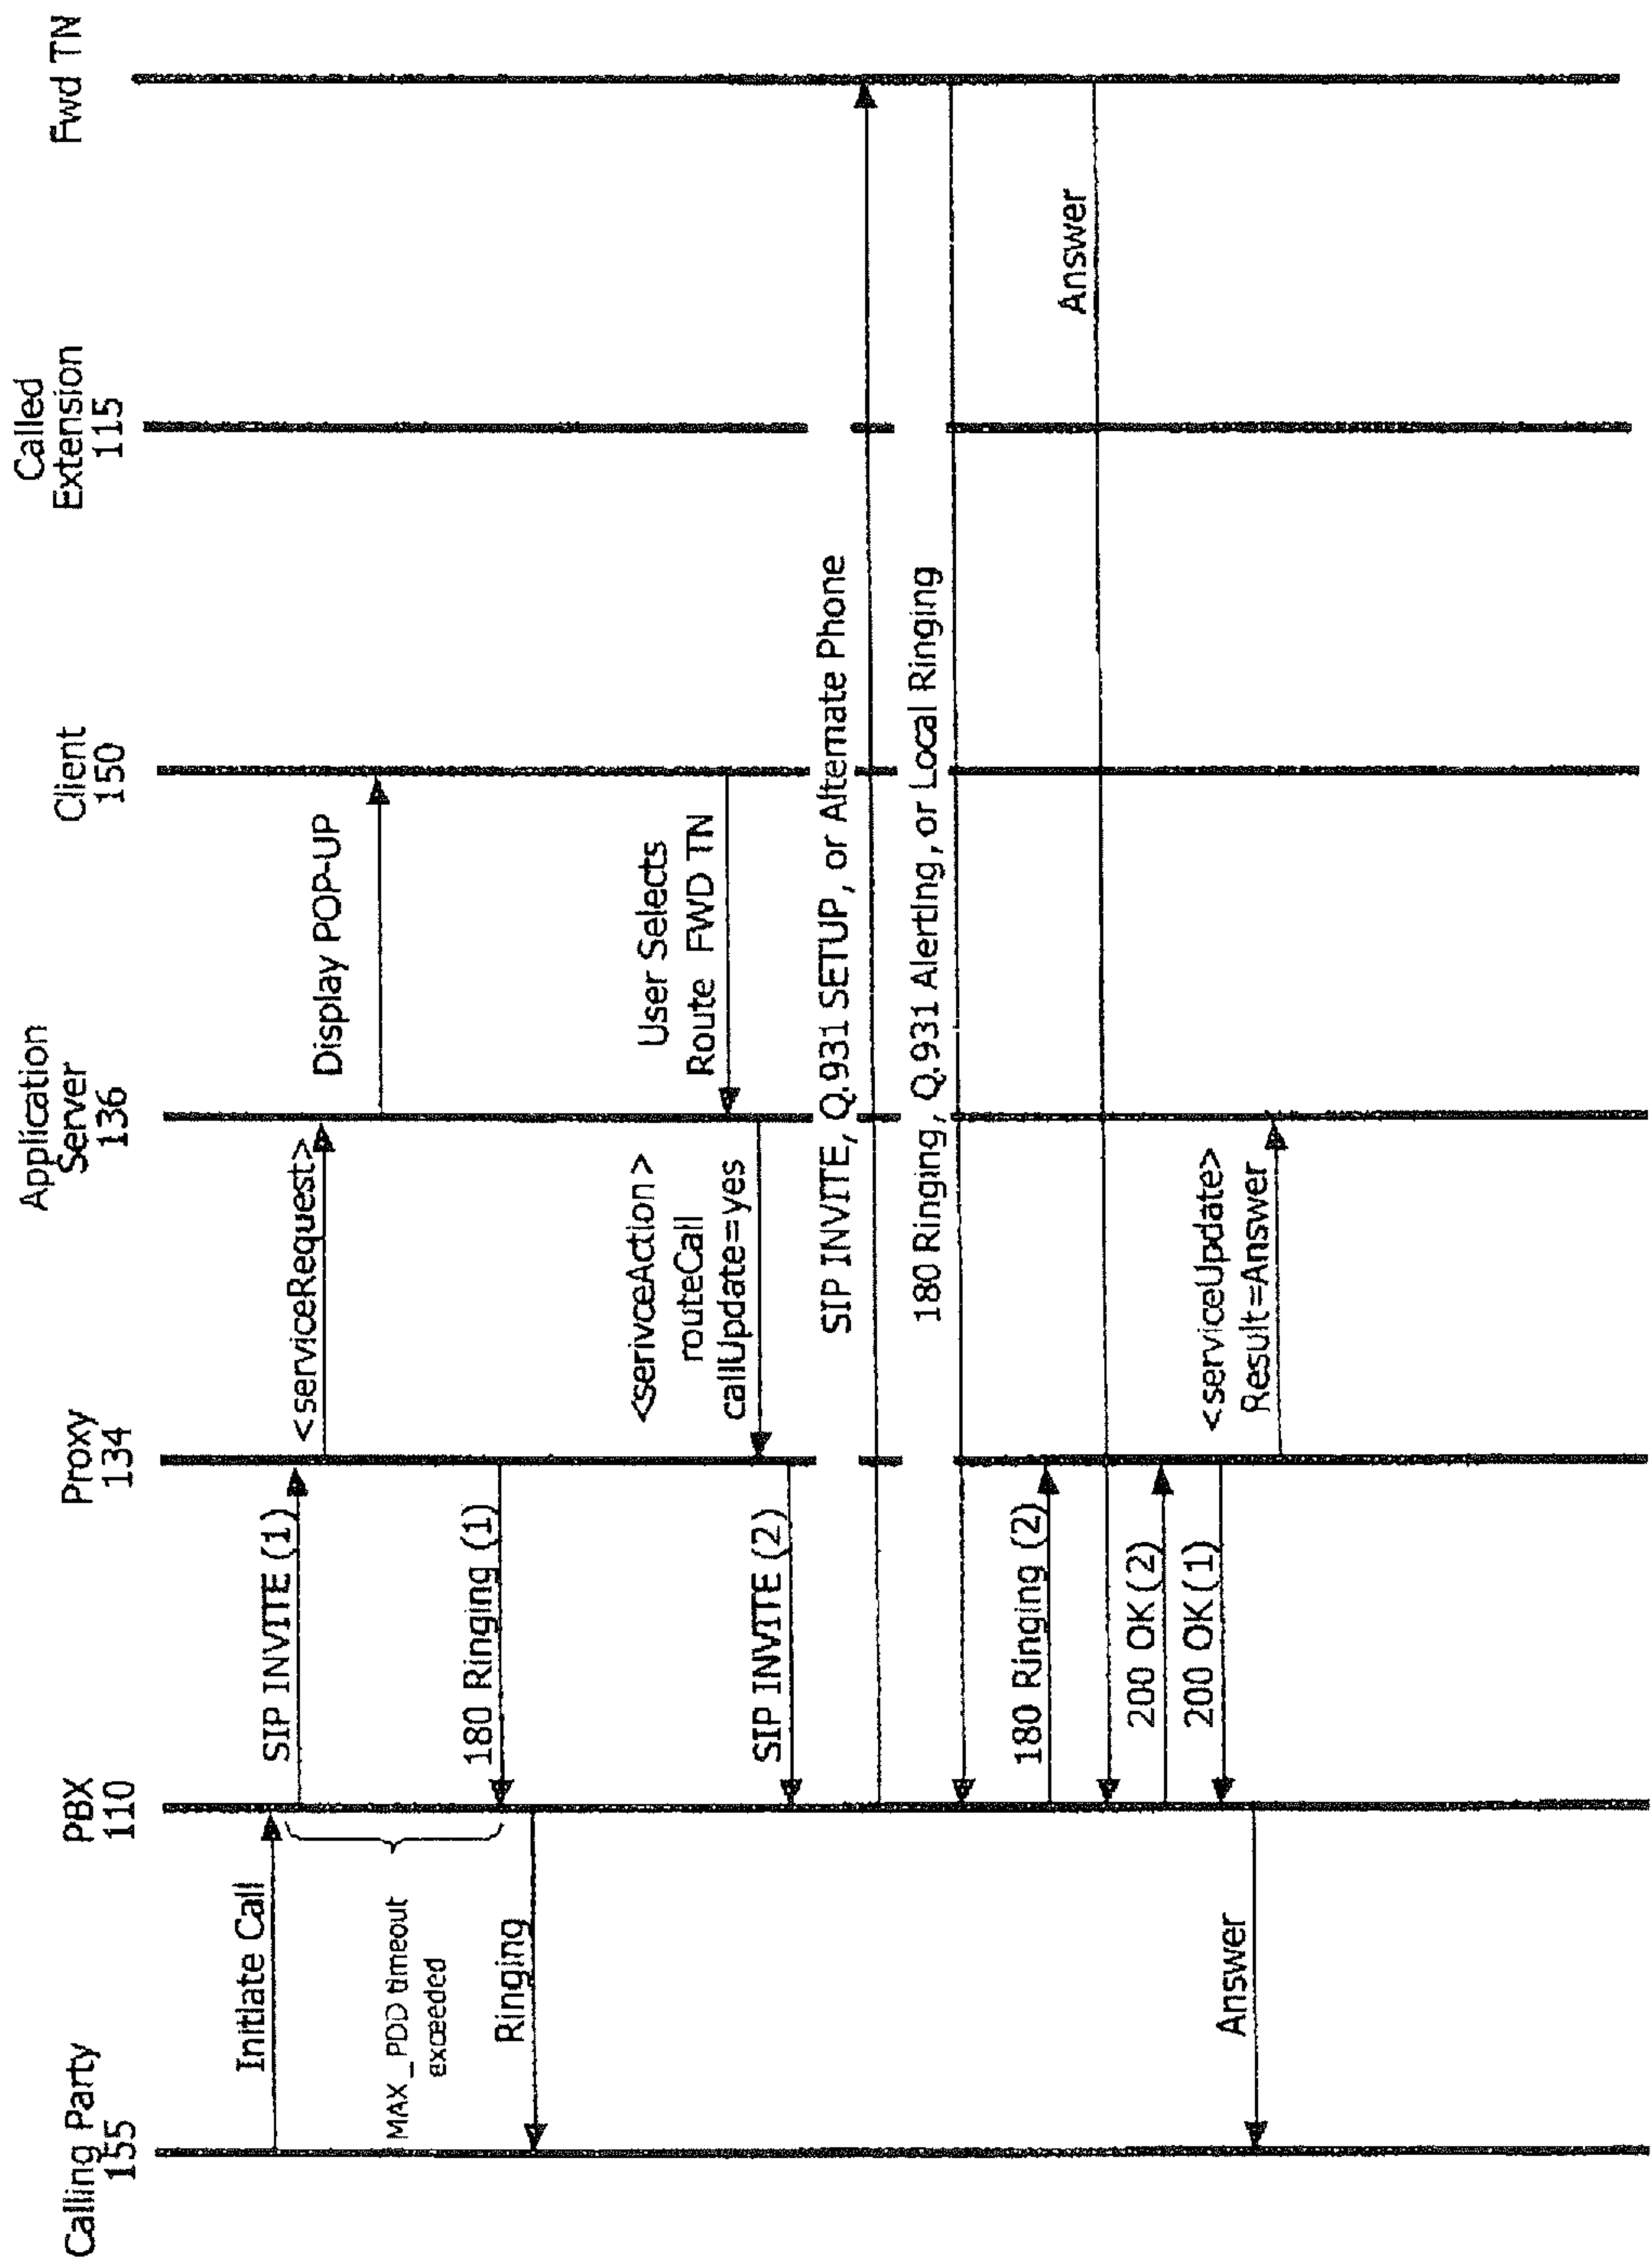 Calling Party
155
PBX
110
Proxy
134
Application
Server
136
Client
150
Called
Extension
115
Fwd TN
Initiate Call
SIP INVITE (1)
<serviceRequest>
Display POP-UP
MAX_PDD timeout
exceeded
180 Ringing (1)
Ringing
User Selects
Route FWD TN
<serivceAction>
routeCall
callUpdate=yes
SIP INVITE (2)
SIP INVITE, Q.931 SETUP, or Alternate Phone
180 Ringing, Q.931 Alerting, or Local Ringing
180 Ringing (2)
Answer
200 OK (2)
200 OK (1)
Answer
<serviceUpdate>
Result=Answer